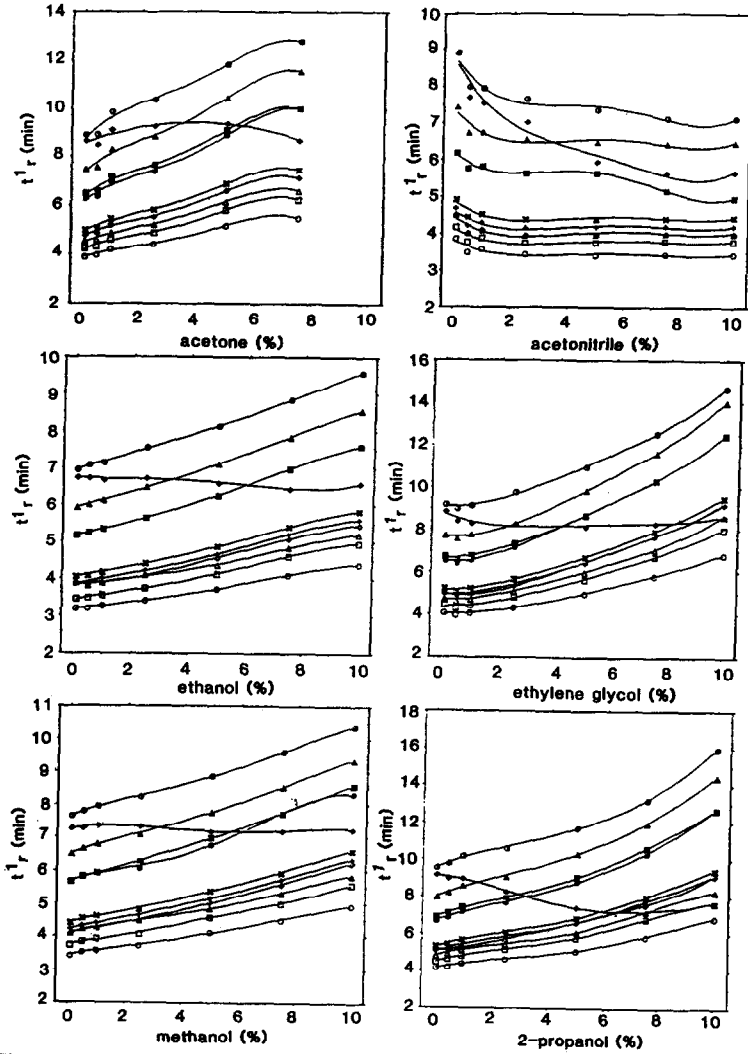 14
12
10
8
6
4
2
t¹r (min)
0 2 4 6 8 10
acetone (%)
10
9
8
7
6
5
4
3
2
t¹r (min)
0 2 4 6 8 10
acetonitrile (%)
10
9
8
7
6
5
4
3
2
t¹r (min)
0 2 4 6 8 10
ethanol (%)
16
14
12
10
8
6
4
2
t¹r (min)
0 2 4 6 8 10
ethylene glycol (%)
11
10
9
8
7
6
5
4
3
2
t¹r (min)
0 2 4 6 8 10
methanol (%)
18
16
14
12
10
8
6
4
2
t¹r (min)
0 2 4 6 8 10
2-propanol (%)